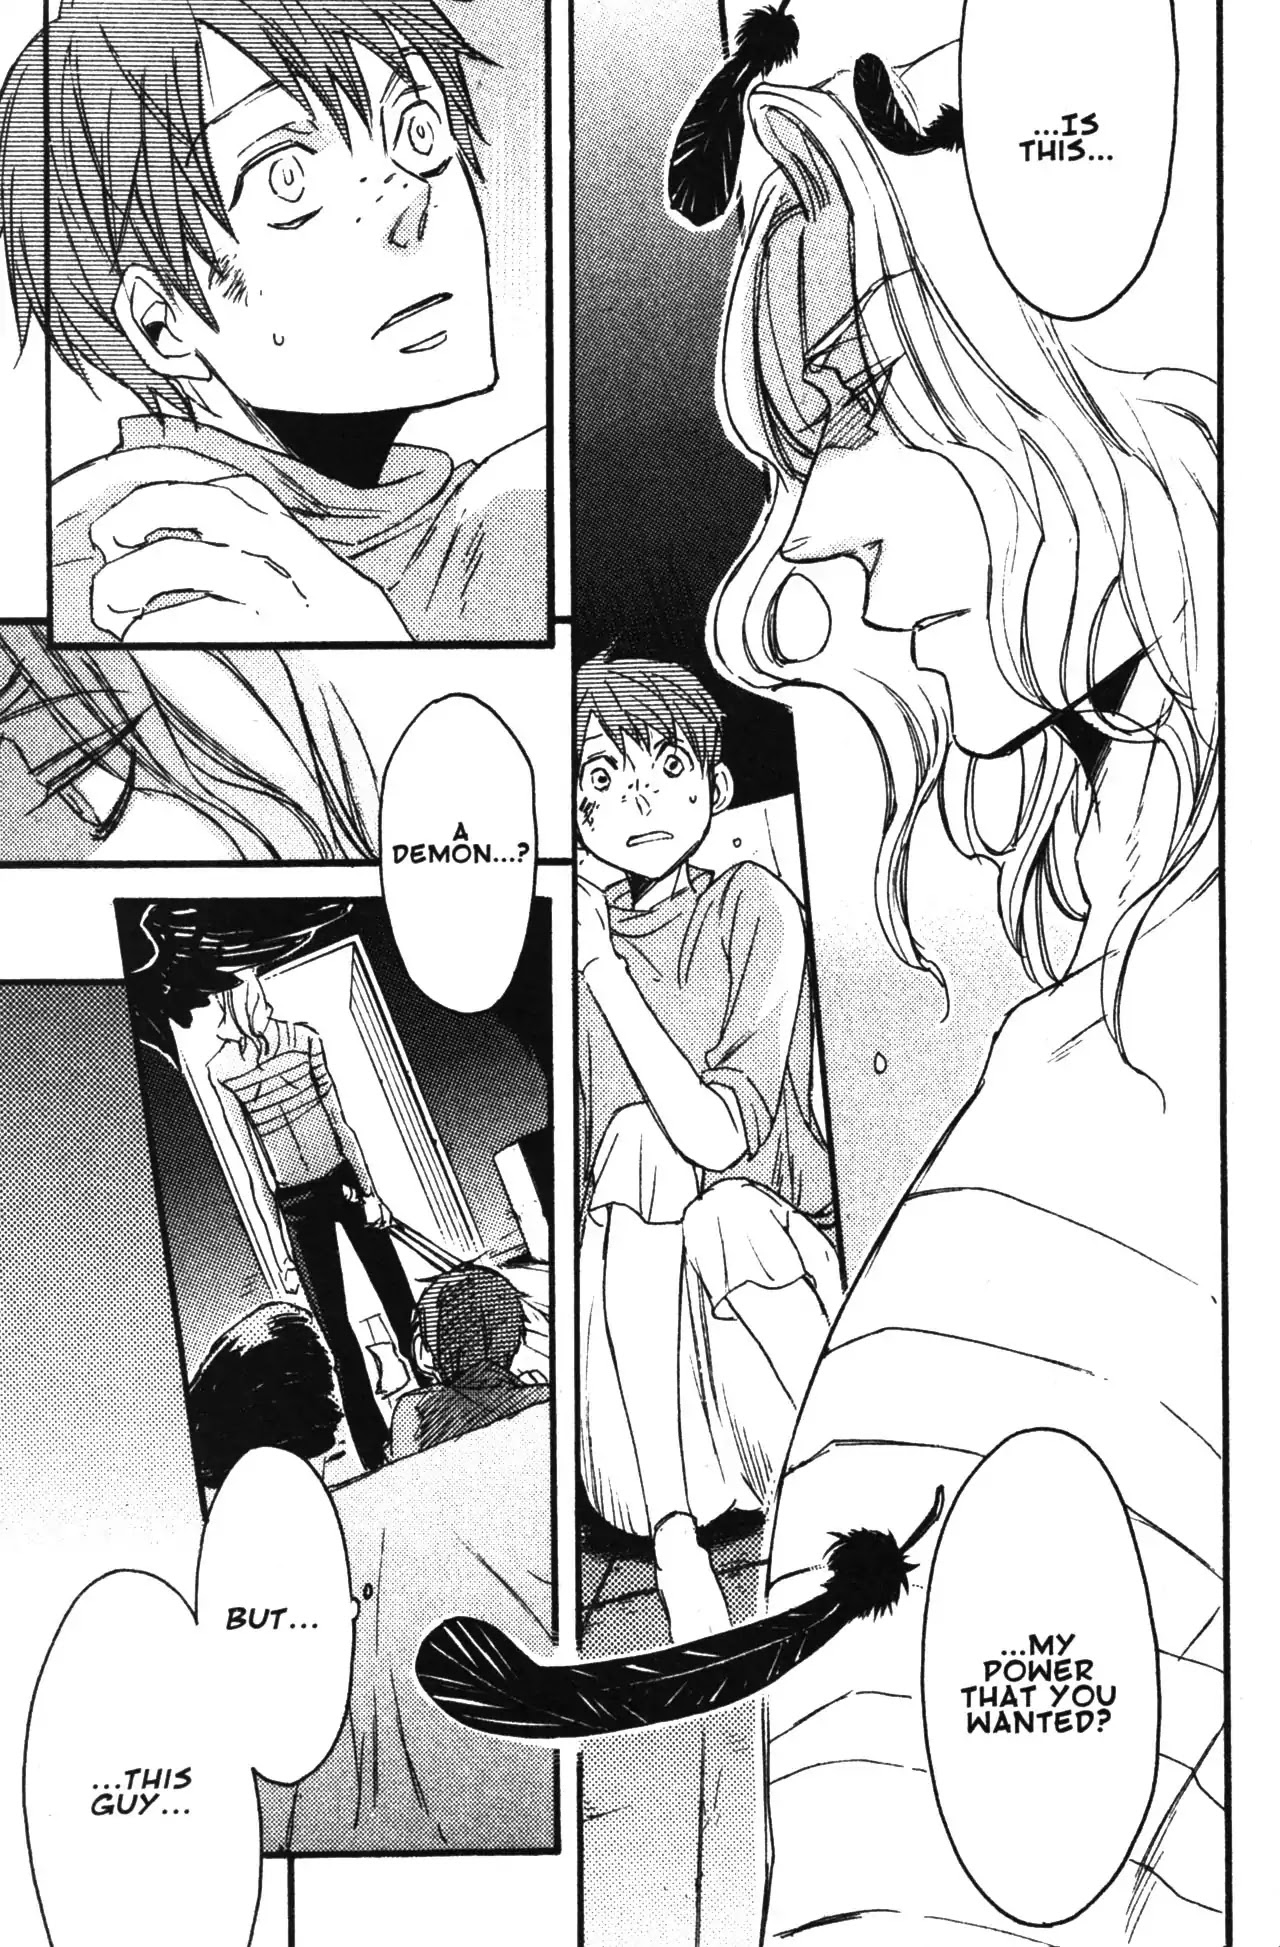 ...IS
THIS...
...MY
POWER
THAT YOU
WANTED?
A
DEMON...?
BUT...
...THIS
GUY...